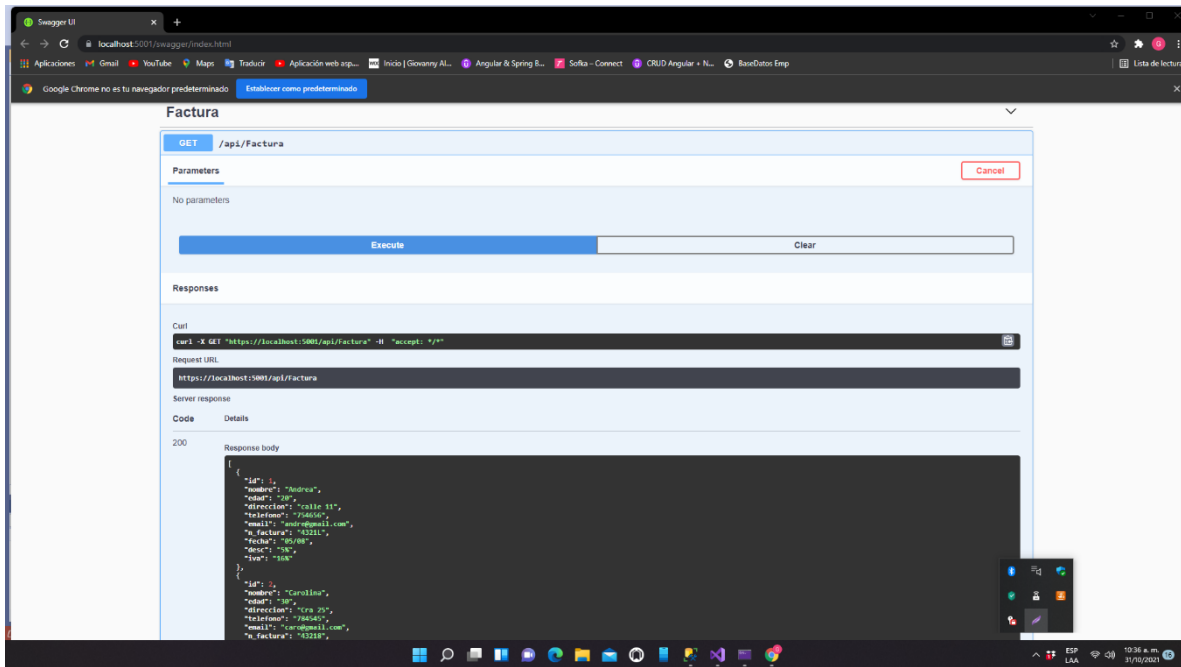 Swagger UI
localhost:5001/swagger/index.html
G
Aplicaciones
Gmail
YouTube
Maps
Traducir
Aplicación web asp...
Inicio | Giovanny Al...
Angular & Spring B...
Sofka – Connect
CRUD Angular + N...
BaseDatos Emp
Lista de lectura
Google Chrome no es tu navegador predeterminado
Establecer como predeterminado
Factura
GET /api/Factura
Parameters
Cancel
No parameters
Execute
Clear
Responses
Curl
curl -X GET "https://localhost:5001/api/Factura" -H "accept: */*"
Request URL
https://localhost:5001/api/Factura
Server response
Code Details
200
Response body
[
{
"id": 1,
"nombre": "Andrea",
"edad": "20",
"direccion": "calle 11",
"telefono": "754656",
"email": "andre@gmail.com",
"n_factura": "4321L",
"fecha": "05/08",
"desc": "5%",
"iva": "16%"
},
{
"id": 2,
"nombre": "Carolina",
"edad": "30",
"direccion": "Cra 25",
"telefono": "784545",
"email": "caro@gmail.com",
"n_factura": "43218",
ESP
LAA
10:36 a. m.
31/10/2021
16